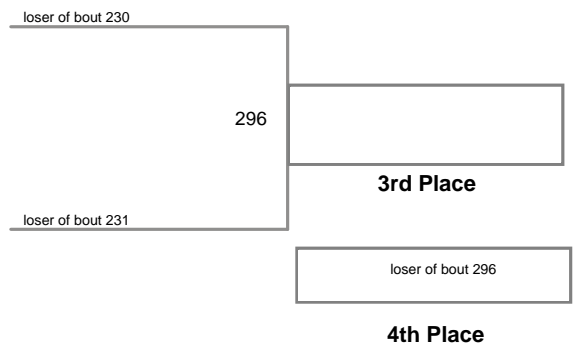 loser of bout 230
296
3rd Place
loser of bout 231
loser of bout 296
4th Place